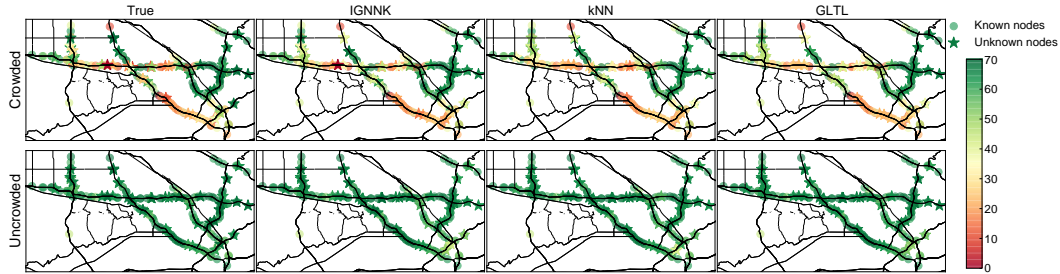 True IGNNK kNN GLTL
Known nodes
Unknown nodes
Crowded
Uncrowded
70
60
50
40
30
20
10
0